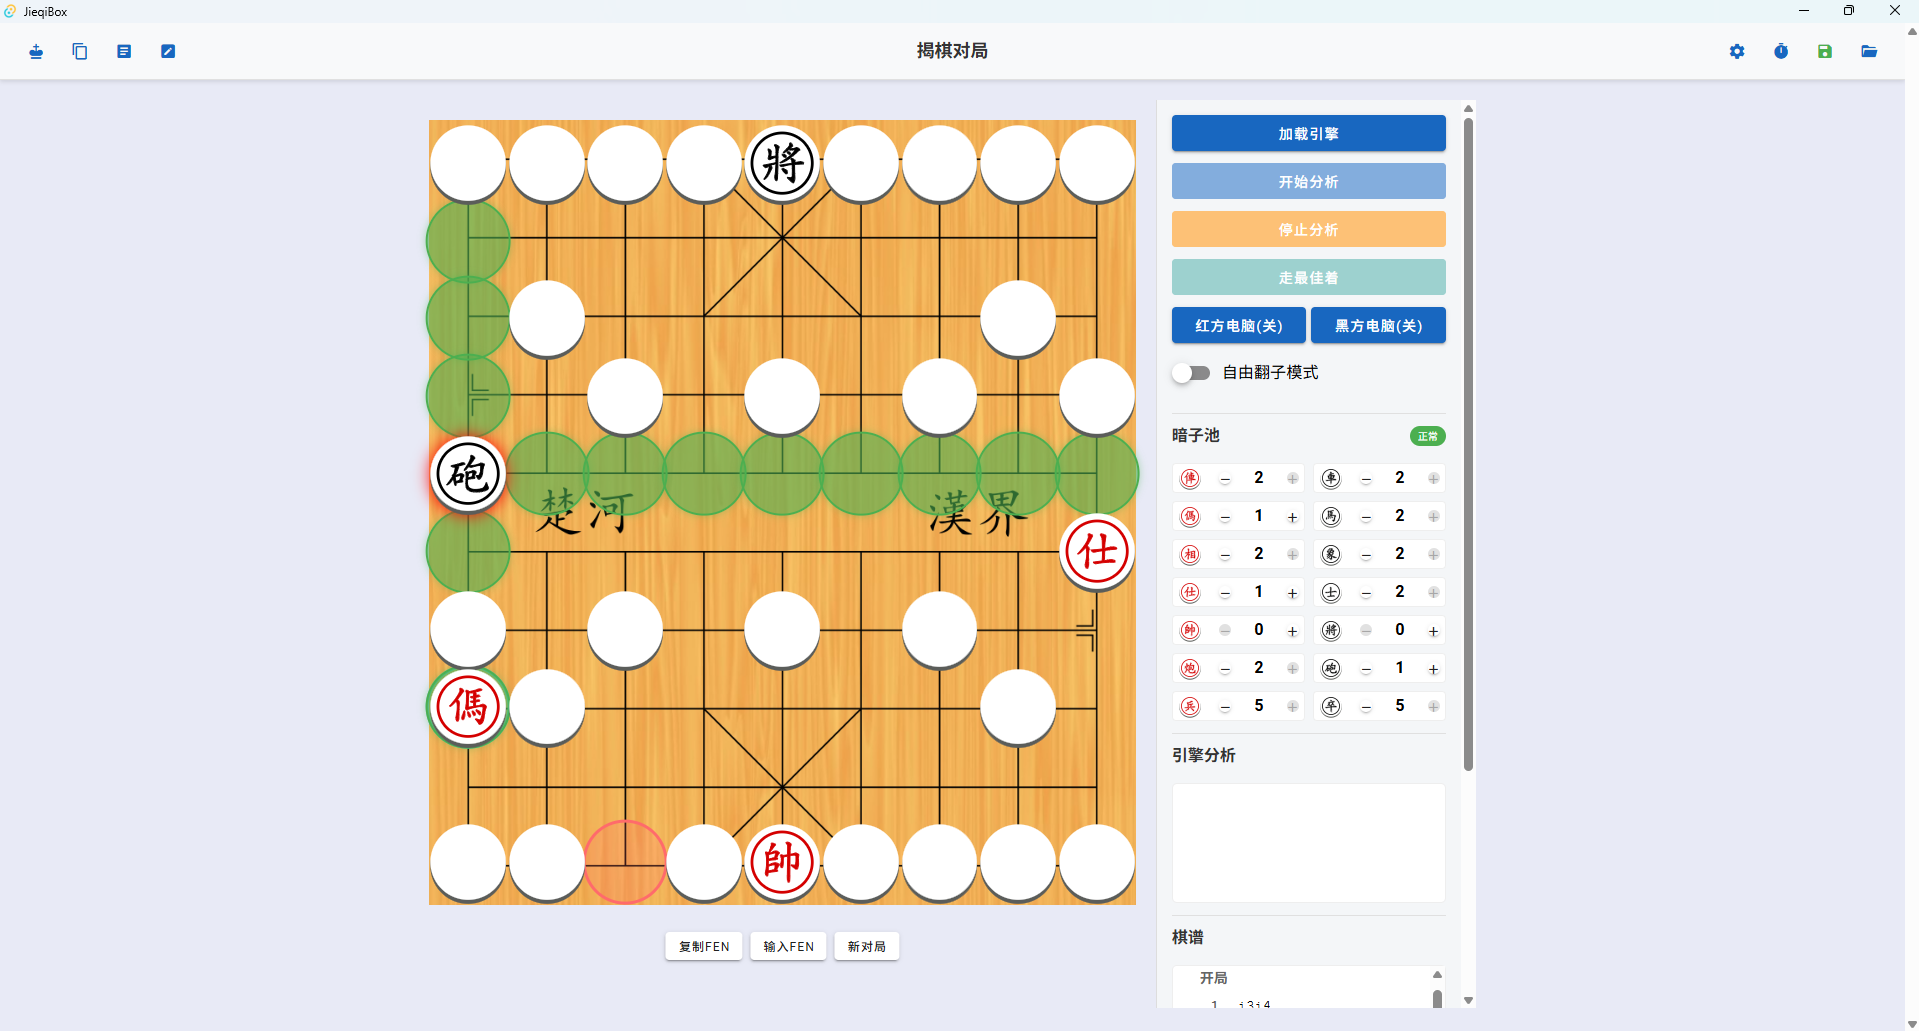 JieqiBox
揭棋对局
將
砲
楚河
漢界
仕
傌
帥
复制FEN
输入FEN
新对局
加载引擎
开始分析
停止分析
走最佳着
红方电脑(关)
黑方电脑(关)
自由翻子模式
暗子池
正常
俥 − 2 + 車 − 2 +
傌 − 1 + 馬 − 2 +
相 − 2 + 象 − 2 +
仕 − 1 + 士 − 2 +
帥 − 0 + 將 − 0 +
炮 − 2 + 砲 − 1 +
兵 − 5 + 卒 − 5 +
引擎分析
棋谱
开局
1 i3i4